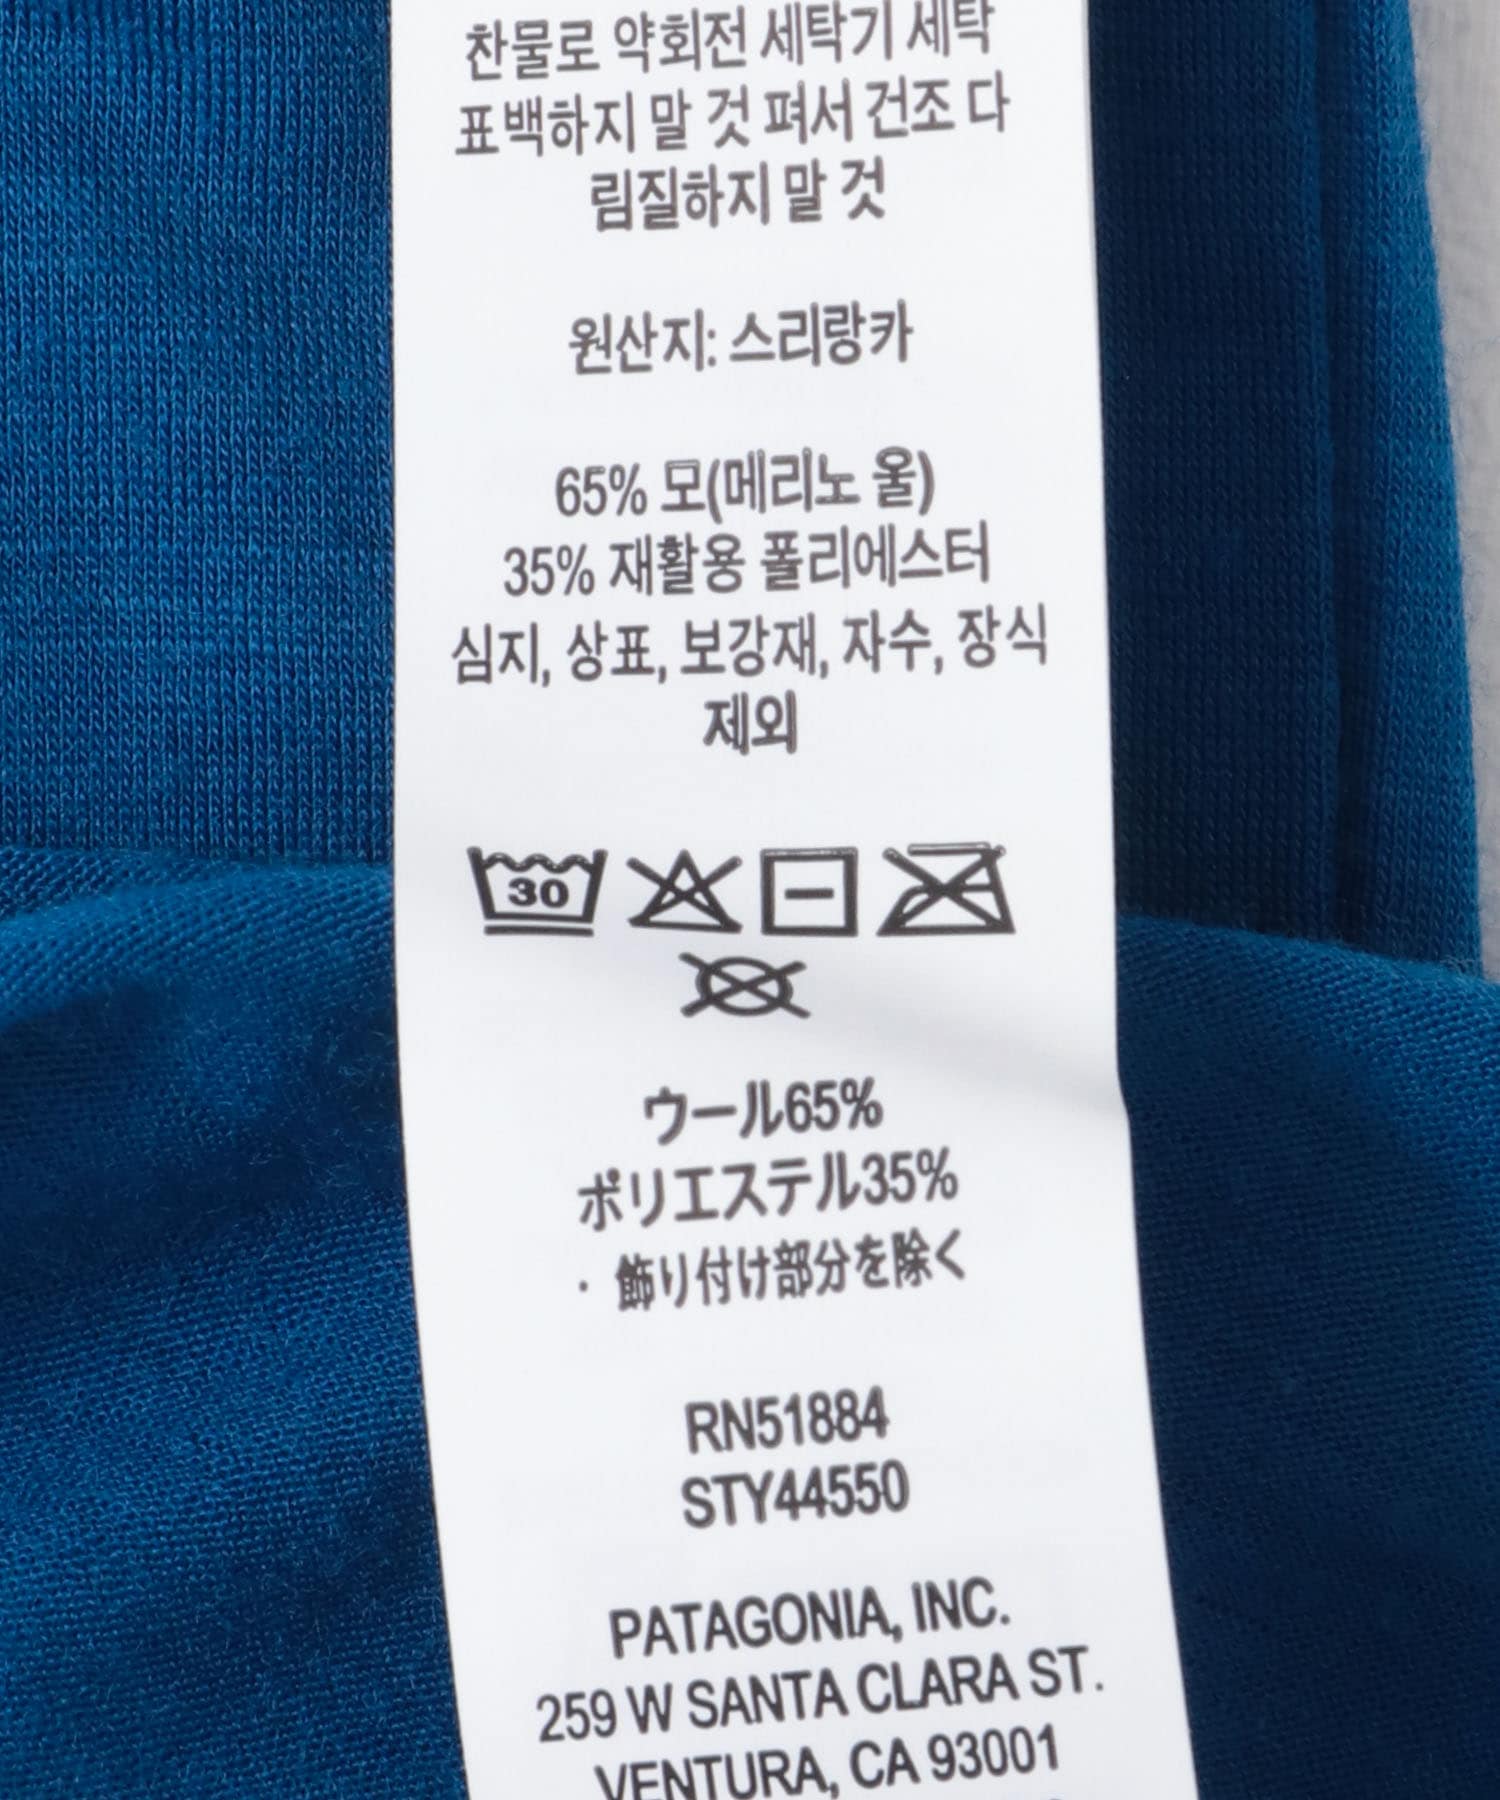 찬물로 약회전 세탁기 세탁
표백하지 말 것 펴서 건조 다
림질하지 말 것
원산지: 스리랑카
65% 모(메리노 울)
35% 재활용 폴리에스터
심지, 상표, 보강재, 자수, 장식
제외
30
ウール65%
ポリエステル35%
・飾り付け部分を除く
RN51884
STY44550
PATAGONIA, INC.
259 W SANTA CLARA ST.
VENTURA, CA 93001